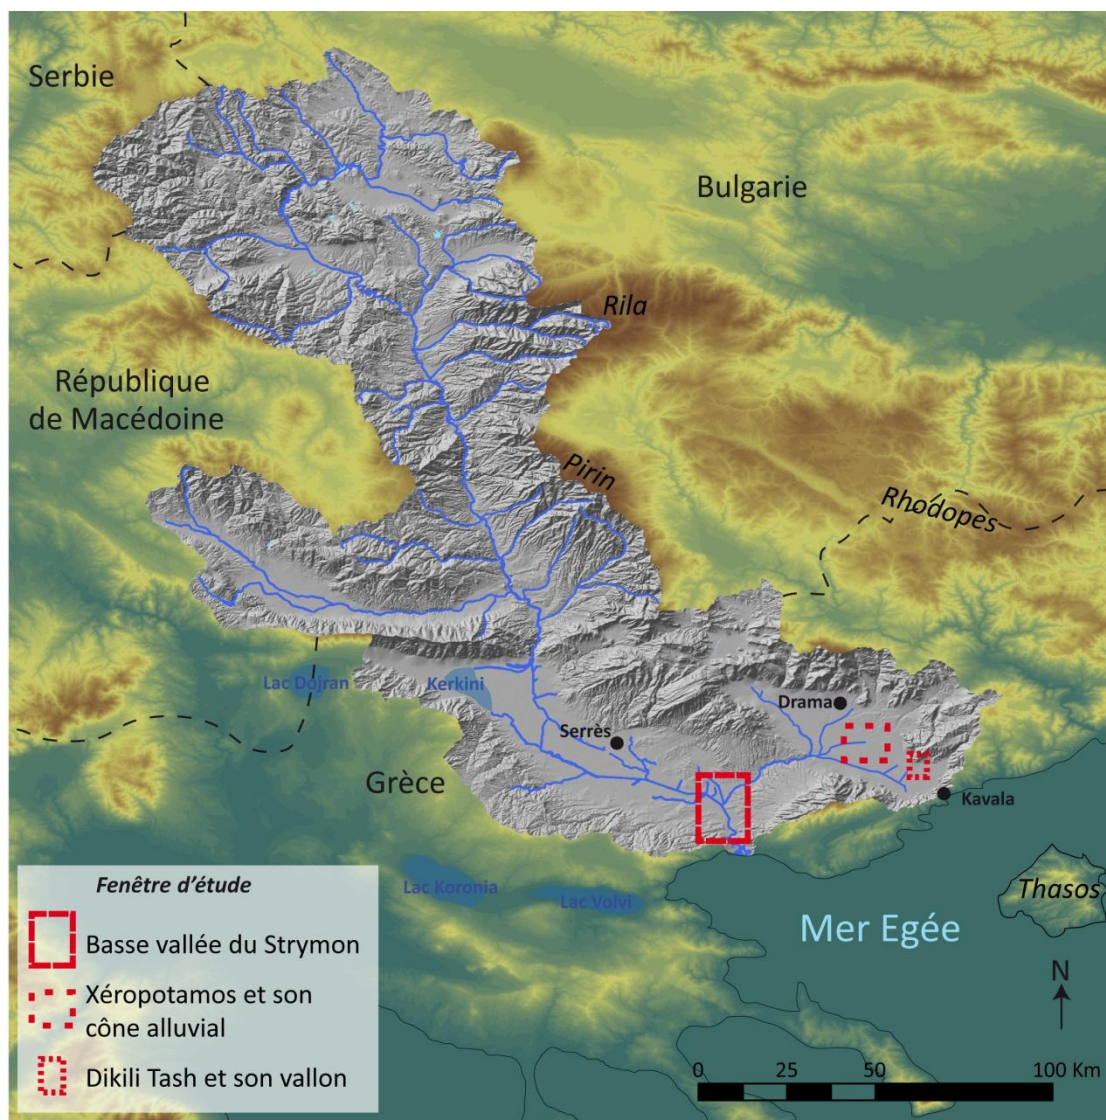 Serbie
Bulgarie
Rila
République
de Macédoine
Pirin
Rhodopes
Lac Dojran
Kerkini
Drama
Serrès
Grèce
Kavala
Lac Koronia
Lac Volvi
Thasos
Mer Egée
N
0 25 50 100 Km
Fenêtre d'étude
Basse vallée du Strymon
Xéropotamos et son
cône alluvial
Dikili Tash et son vallon